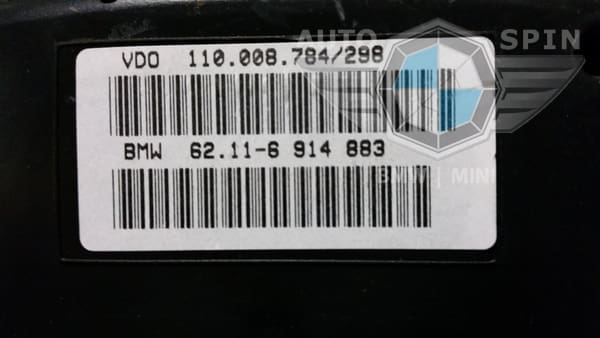 AUTO SPIN
VDO 110.008.784/298
BMW 62.11-6 914 883
BMW | MINI